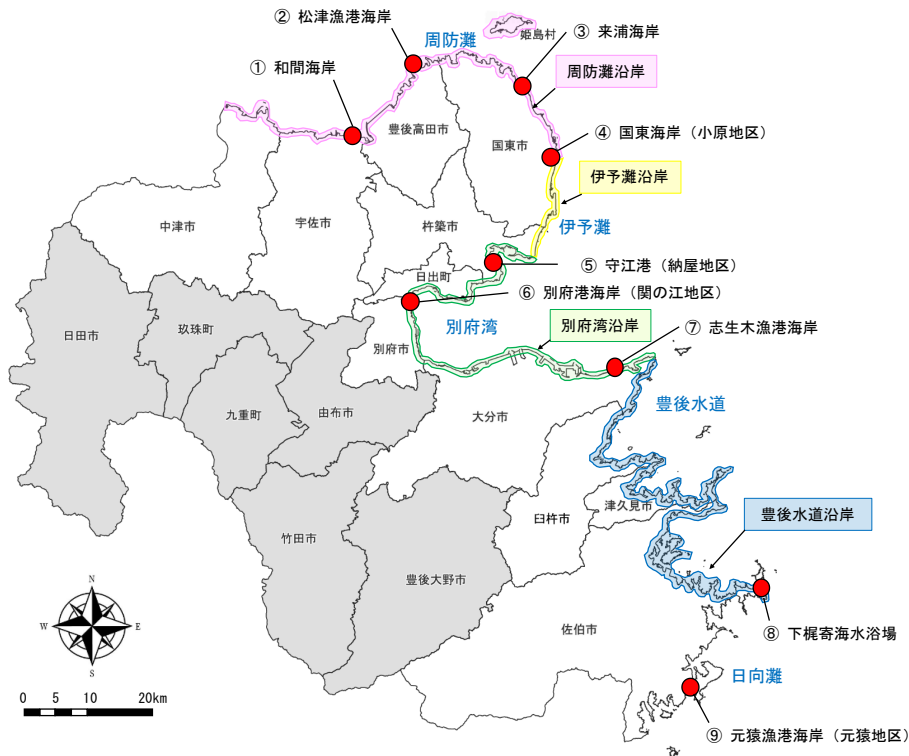 ② 松津漁港海岸
姫島村
周防灘
③ 来浦海岸
① 和間海岸
周防灘沿岸
豊後高田市
国東市
④ 国東海岸（小原地区）
伊予灘沿岸
中津市
宇佐市
杵築市
伊予灘
日出町
⑤ 守江港（納屋地区）
⑥ 別府港海岸（関の江地区）
日田市
玖珠町
別府湾
別府湾沿岸
⑦ 志生木漁港海岸
別府市
九重町
由布市
大分市
豊後水道
臼杵市
津久見市
豊後水道沿岸
竹田市
豊後大野市
佐伯市
⑧ 下梶寄海水浴場
日向灘
⑨ 元猿漁港海岸（元猿地区）
N
W
E
S
0 5 10 20km